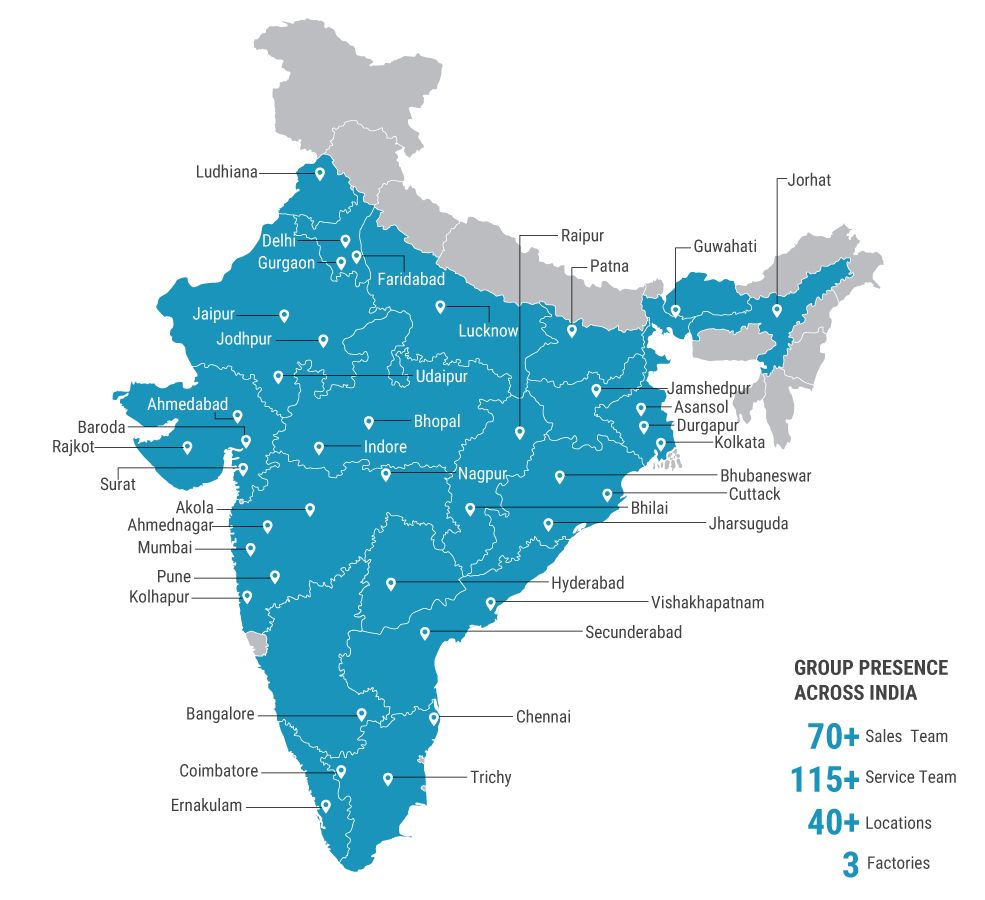 Ludhiana
Jorhat
Raipur
Delhi
Guwahati
Gurgaon
Patna
Faridabad
Jaipur
Lucknow
Jodhpur
Udaipur
Jamshedpur
Ahmedabad
Asansol
Bhopal
Baroda
Durgapur
Rajkot
Indore
Kolkata
Nagpur
Bhubaneswar
Surat
Cuttack
Akola
Bhilai
Ahmednagar
Jharsuguda
Mumbai
Pune
Hyderabad
Kolhapur
Vishakhapatnam
Secunderabad
GROUP PRESENCE
ACROSS INDIA
Bangalore
Chennai
70+ Sales Team
Coimbatore
Trichy
115+ Service Team
Ernakulam
40+ Locations
3 Factories